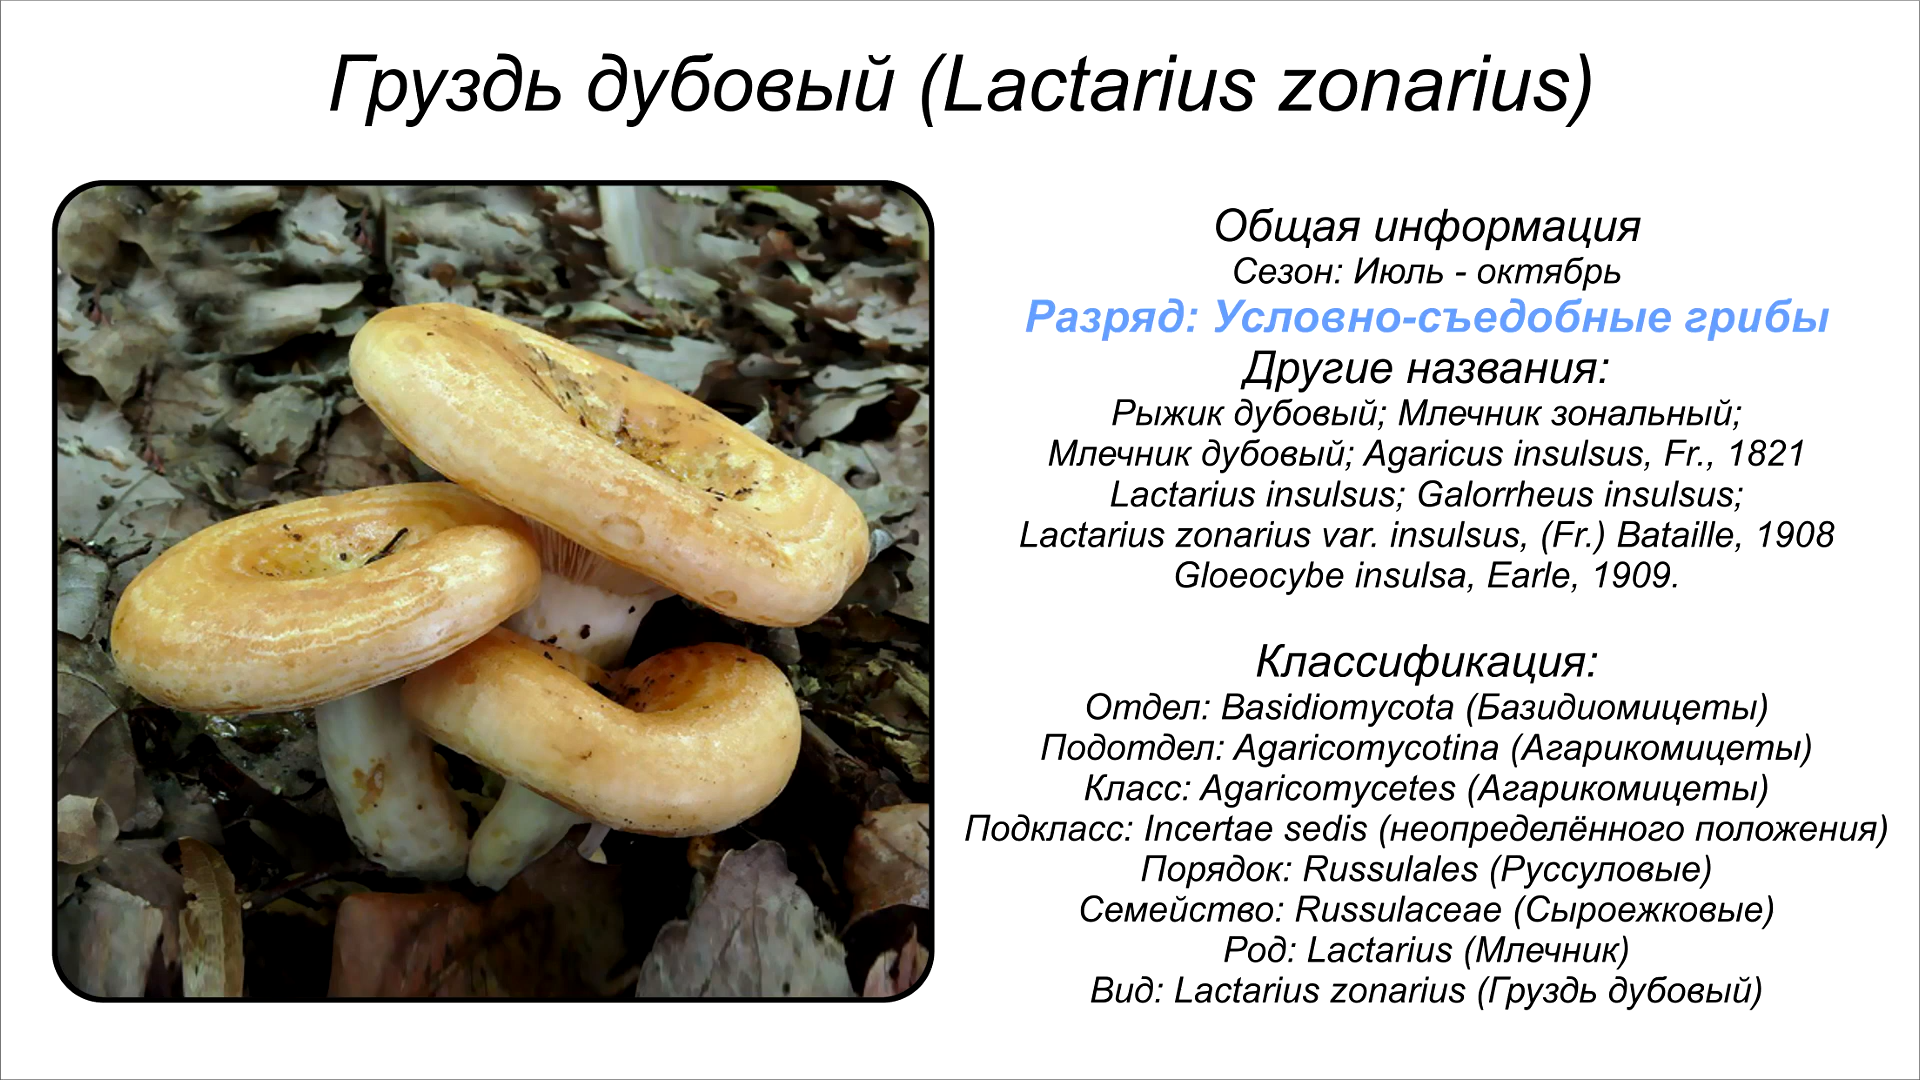 Груздь дубовый (Lactarius zonarius)
Общая информация
Сезон: Июль - октябрь
Разряд: Условно-съедобные грибы
Другие названия:
Рыжик дубовый; Млечник зональный;
Млечник дубовый; Agaricus insulsus, Fr., 1821
Lactarius insulsus; Galorrheus insulsus;
Lactarius zonarius var. insulsus, (Fr.) Bataille, 1908
Gloeocybe insulsa, Earle, 1909.
Классификация:
Отдел: Basidiomycota (Базидиомицеты)
Подотдел: Agaricomycotina (Агарикомицеты)
Класс: Agaricomycetes (Агарикомицеты)
Подкласс: Incertae sedis (неопределённого положения)
Порядок: Russulales (Руссуловые)
Семейство: Russulaceae (Сыроежковые)
Род: Lactarius (Млечник)
Вид: Lactarius zonarius (Груздь дубовый)